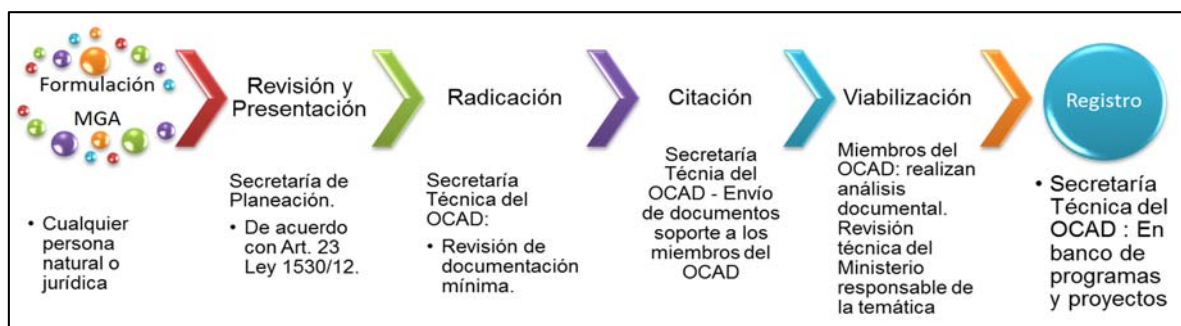 Formulación
MGA
• Cualquier
persona
natural o
jurídica
Revisión y
Presentación
Secretaría de
Planeación.
• De acuerdo
con Art. 23
Ley 1530/12.
Radicación
Secretaría
Técnica del
OCAD:
• Revisión de
documentación
mínima.
Citación
Secretaría
Técnia del
OCAD - Envío
de documentos
soporte a los
miembros del
OCAD
Viabilización
Miembros del
OCAD: realizan
análisis
documental.
Revisión
técnica del
Ministerio
responsable de
la temática
Registro
• Secretaría
Técnica del
OCAD : En
banco de
programas
y proyectos